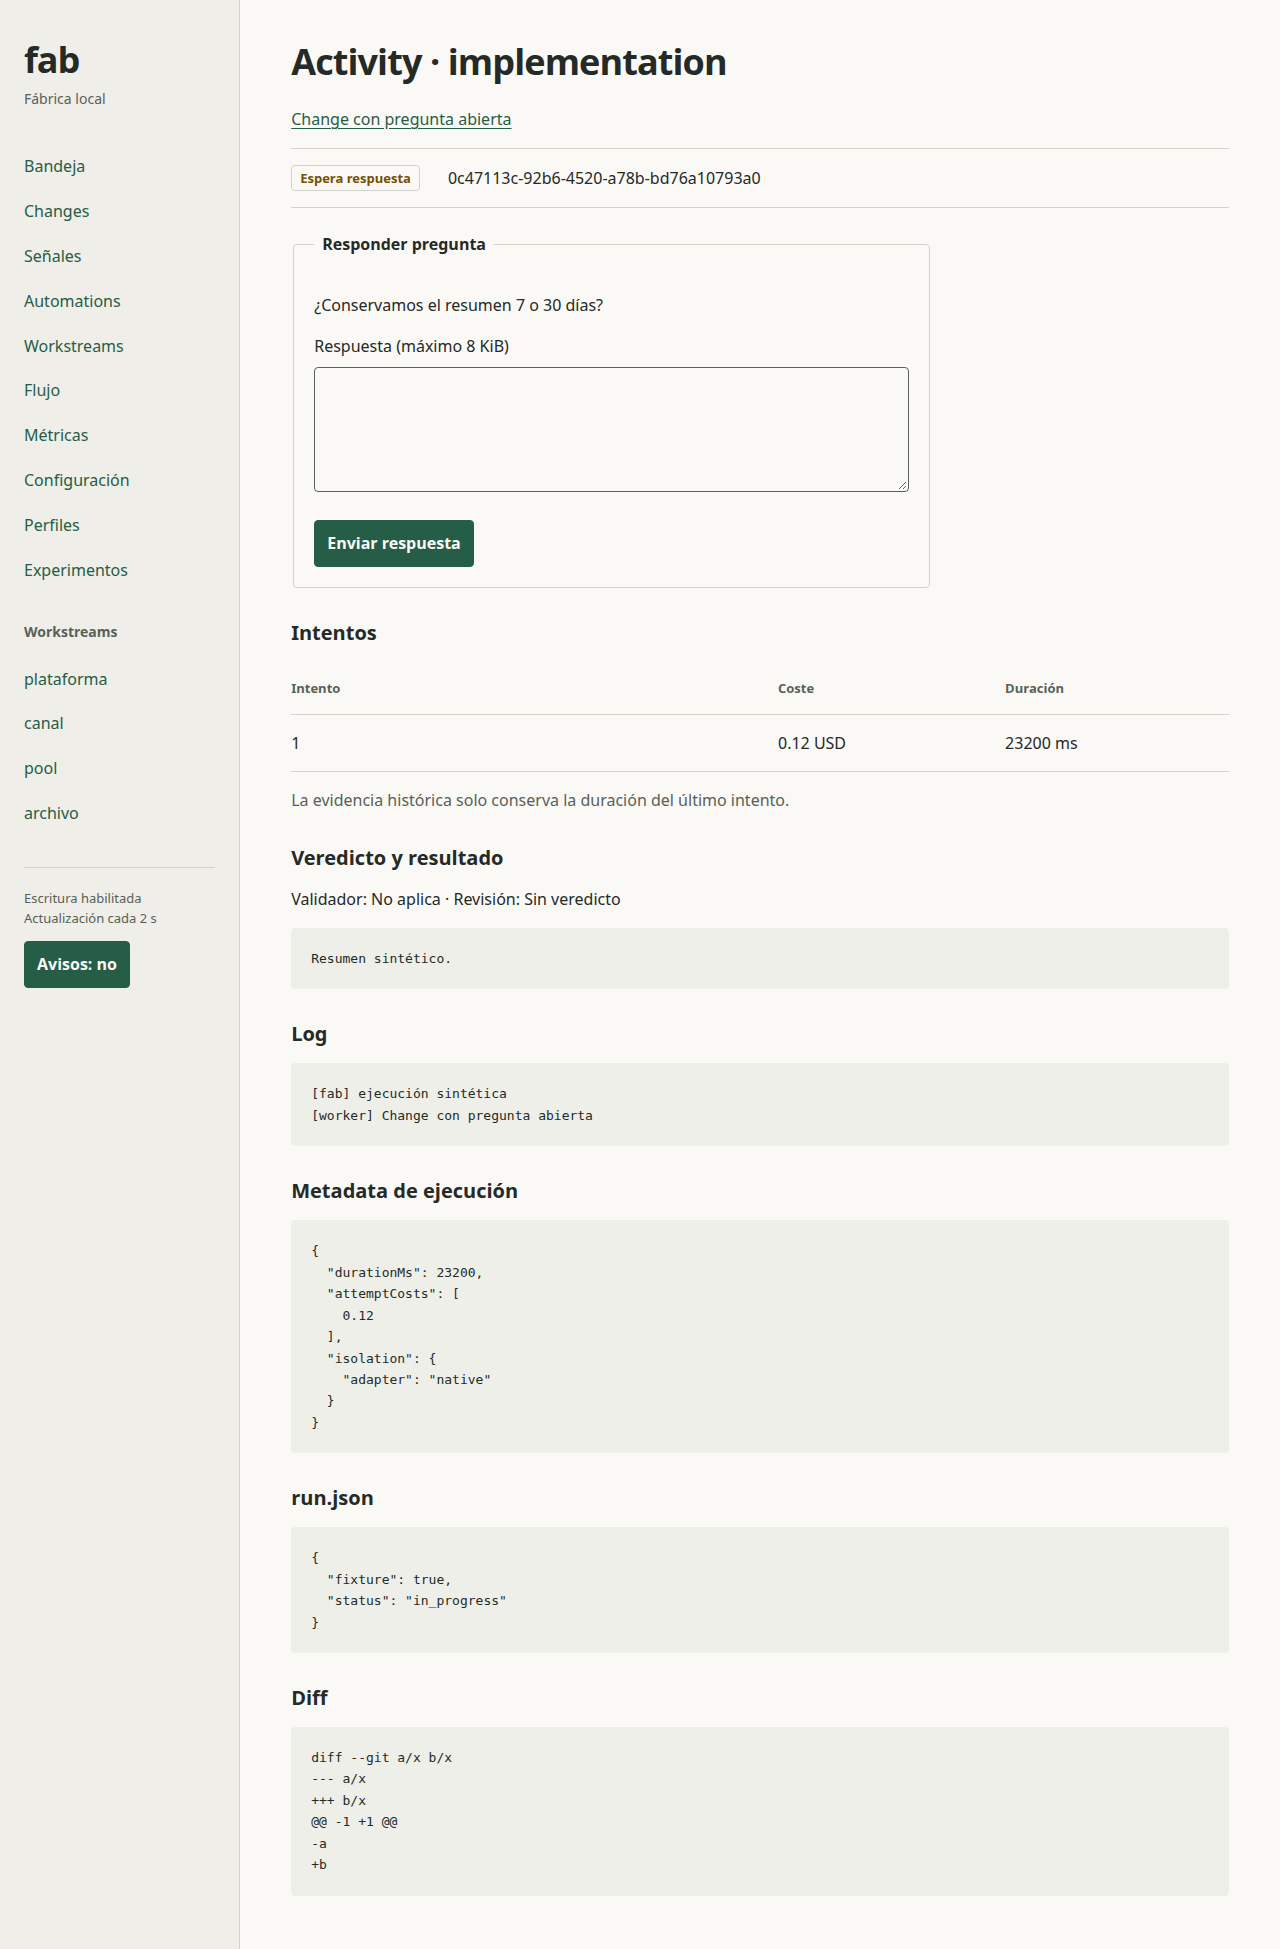 fab
Fábrica local
Bandeja
Changes
Señales
Automations
Workstreams
Flujo
Métricas
Configuración
Perfiles
Experimentos
Workstreams
plataforma
canal
pool
archivo
Escritura habilitada
Actualización cada 2 s
Avisos: no
Activity · implementation
Change con pregunta abierta
Espera respuesta 0c47113c-92b6-4520-a78b-bd76a10793a0
Responder pregunta
¿Conservamos el resumen 7 o 30 días?
Respuesta (máximo 8 KiB)
Enviar respuesta
Intentos
Intento Coste Duración
1 0.12 USD 23200 ms
La evidencia histórica solo conserva la duración del último intento.
Veredicto y resultado
Validador: No aplica · Revisión: Sin veredicto
Resumen sintético.
Log
[fab] ejecución sintética
[worker] Change con pregunta abierta
Metadata de ejecución
{
  "durationMs": 23200,
  "attemptCosts": [
    0.12
  ],
  "isolation": {
    "adapter": "native"
  }
}
run.json
{
  "fixture": true,
  "status": "in_progress"
}
Diff
diff --git a/x b/x
--- a/x
+++ b/x
@@ -1 +1 @@
-a
+b